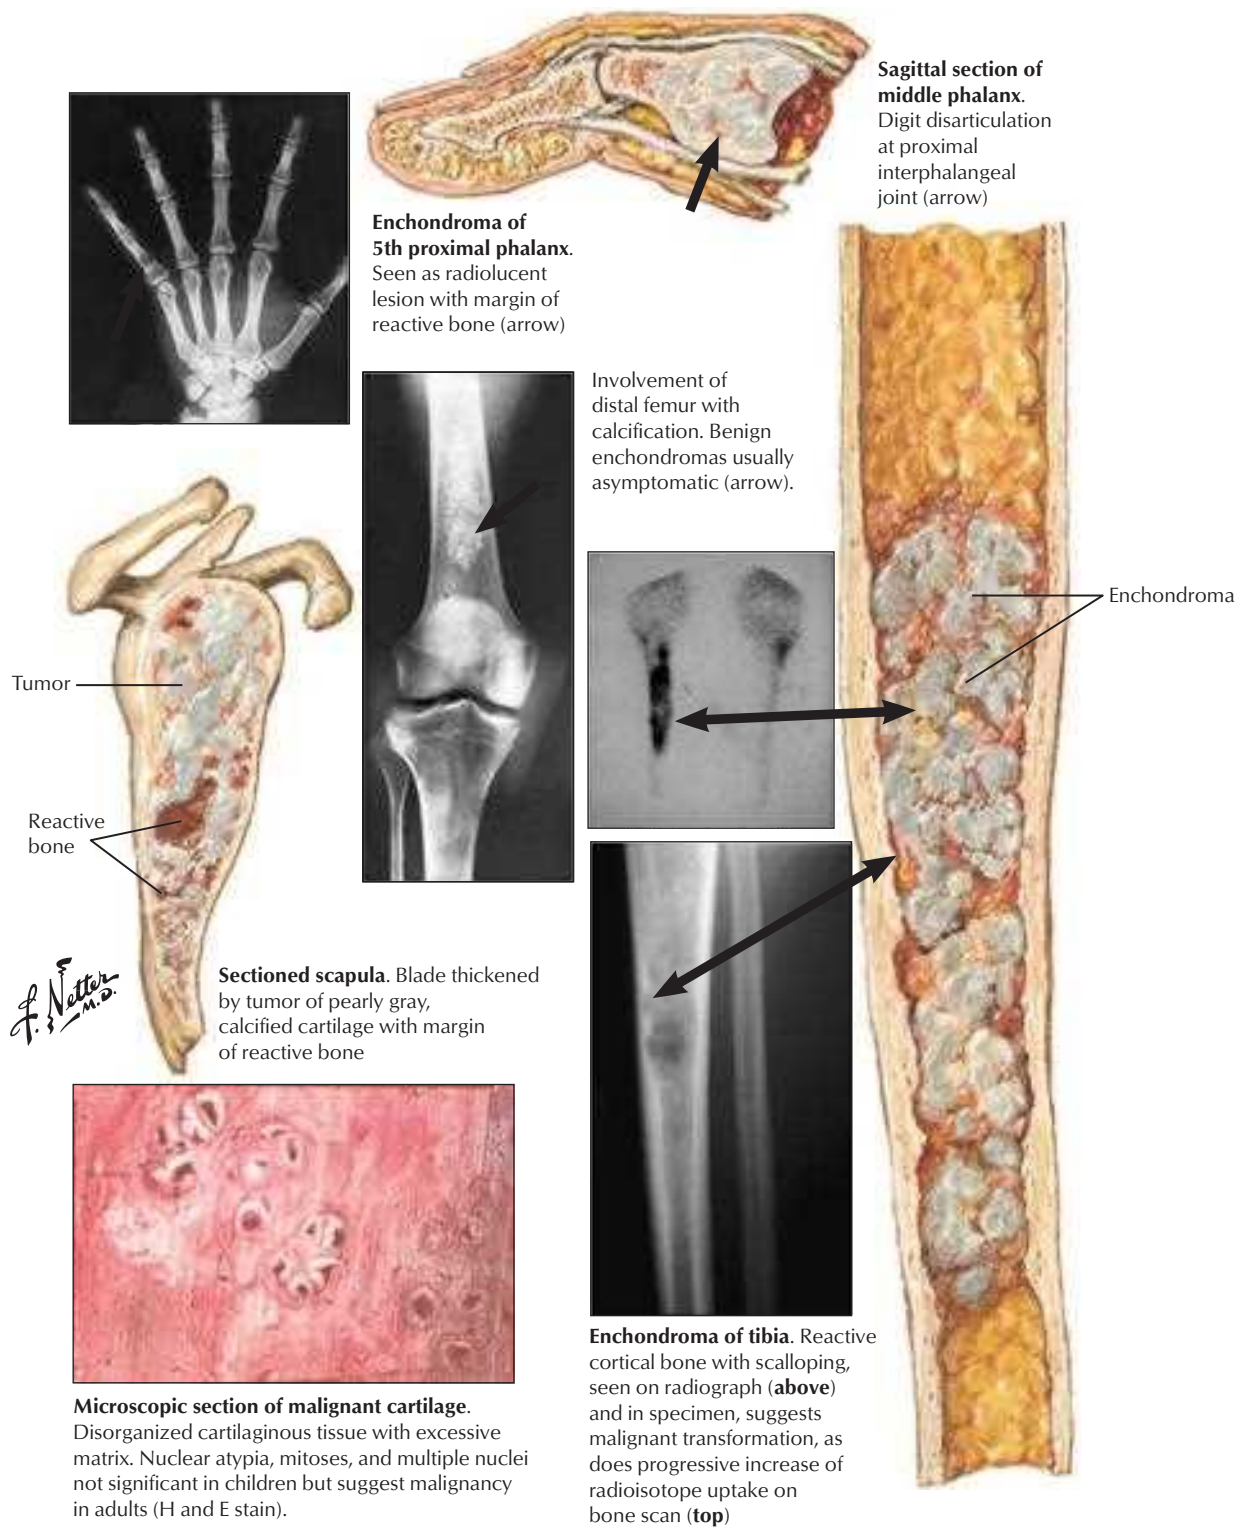 Sagittal section of
middle phalanx.
Digit disarticulation
at proximal
interphalangeal
joint (arrow)
Enchondroma of
5th proximal phalanx.
Seen as radiolucent
lesion with margin of
reactive bone (arrow)
Involvement of
distal femur with
calcification. Benign
enchondromas usually
asymptomatic (arrow).
Enchondroma
Tumor
Reactive
bone
F. Netter
M.D.
Sectioned scapula. Blade thickened
by tumor of pearly gray,
calcified cartilage with margin
of reactive bone
Enchondroma of tibia. Reactive
cortical bone with scalloping,
seen on radiograph (above)
and in specimen, suggests
malignant transformation, as
does progressive increase of
radioisotope uptake on
bone scan (top)
Microscopic section of malignant cartilage.
Disorganized cartilaginous tissue with excessive
matrix. Nuclear atypia, mitoses, and multiple nuclei
not significant in children but suggest malignancy
in adults (H and E stain).